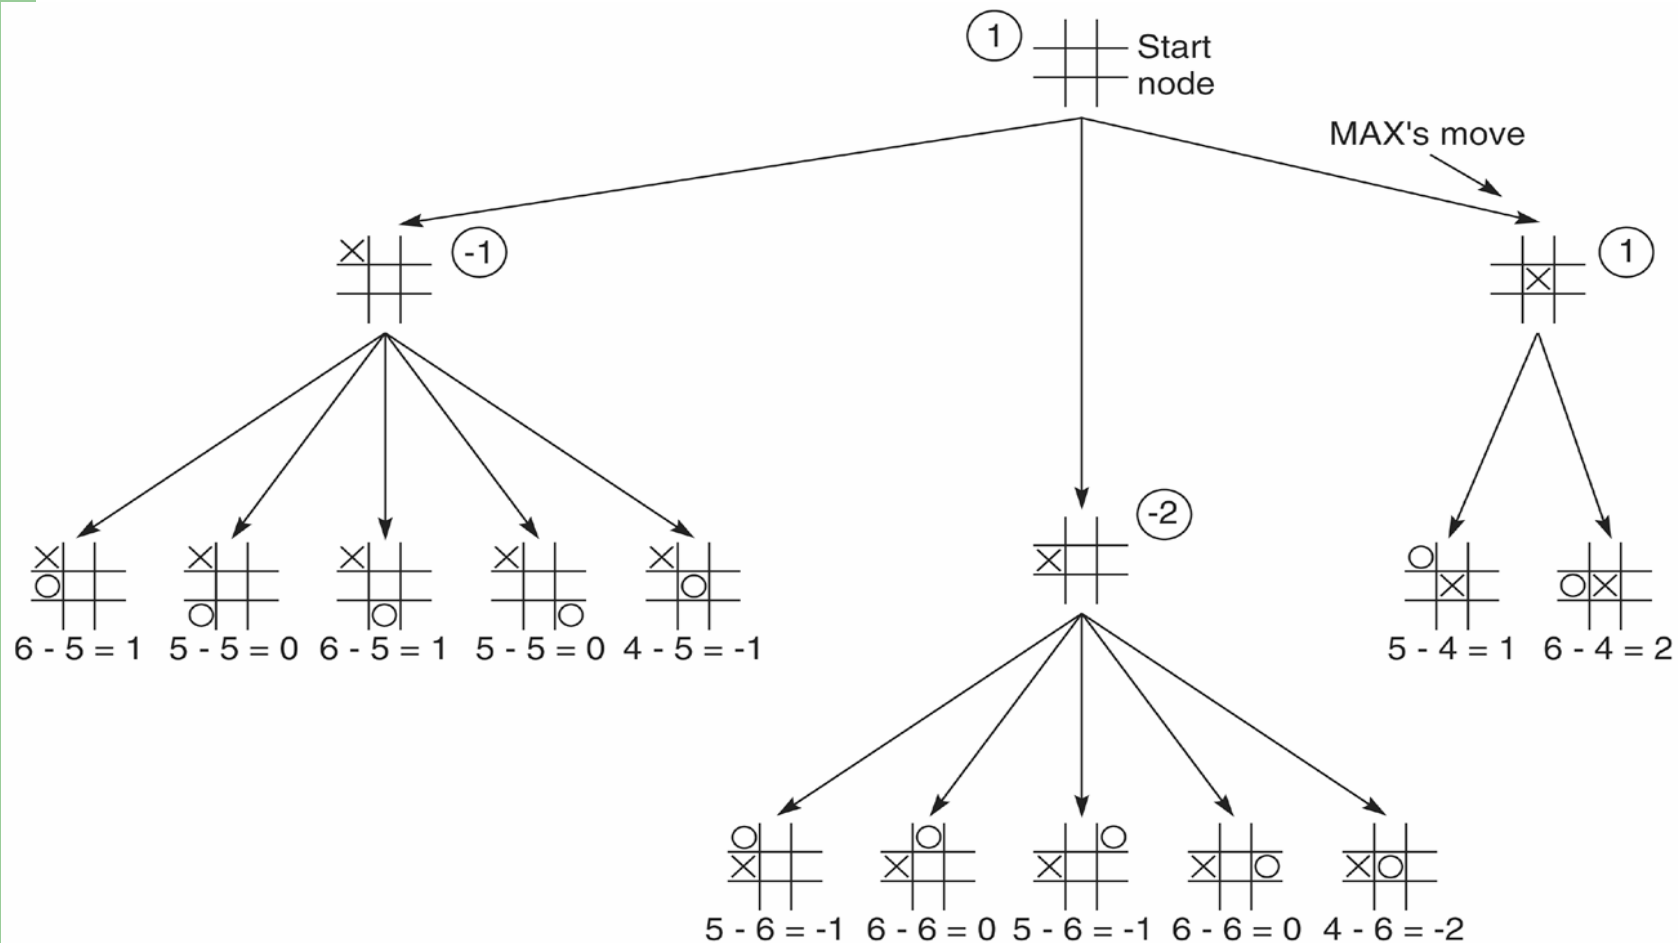 1
Start
node
MAX's move
-1
1
-2
6 - 5 = 1
5 - 5 = 0
6 - 5 = 1
5 - 5 = 0
4 - 5 = -1
5 - 4 = 1
6 - 4 = 2
5 - 6 = -1
6 - 6 = 0
5 - 6 = -1
6 - 6 = 0
4 - 6 = -2